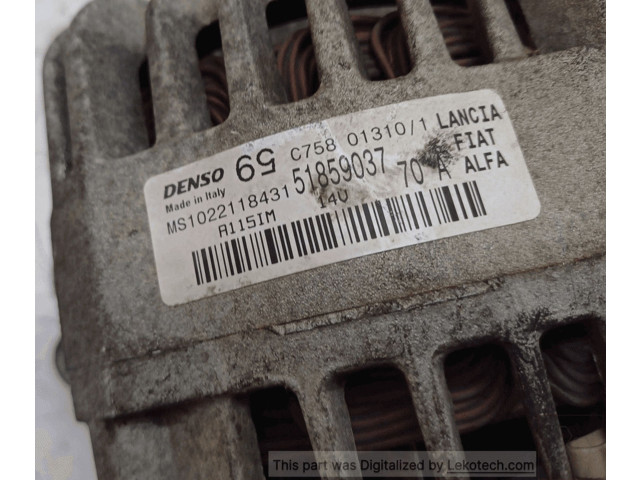 DENSO 59 C758 01310/1 LANCIA
Made in Italy 51859037 70 A FIAT
MS1022118431 14V ALFA
A115IM
This part was Digitalized by Lekotech.com